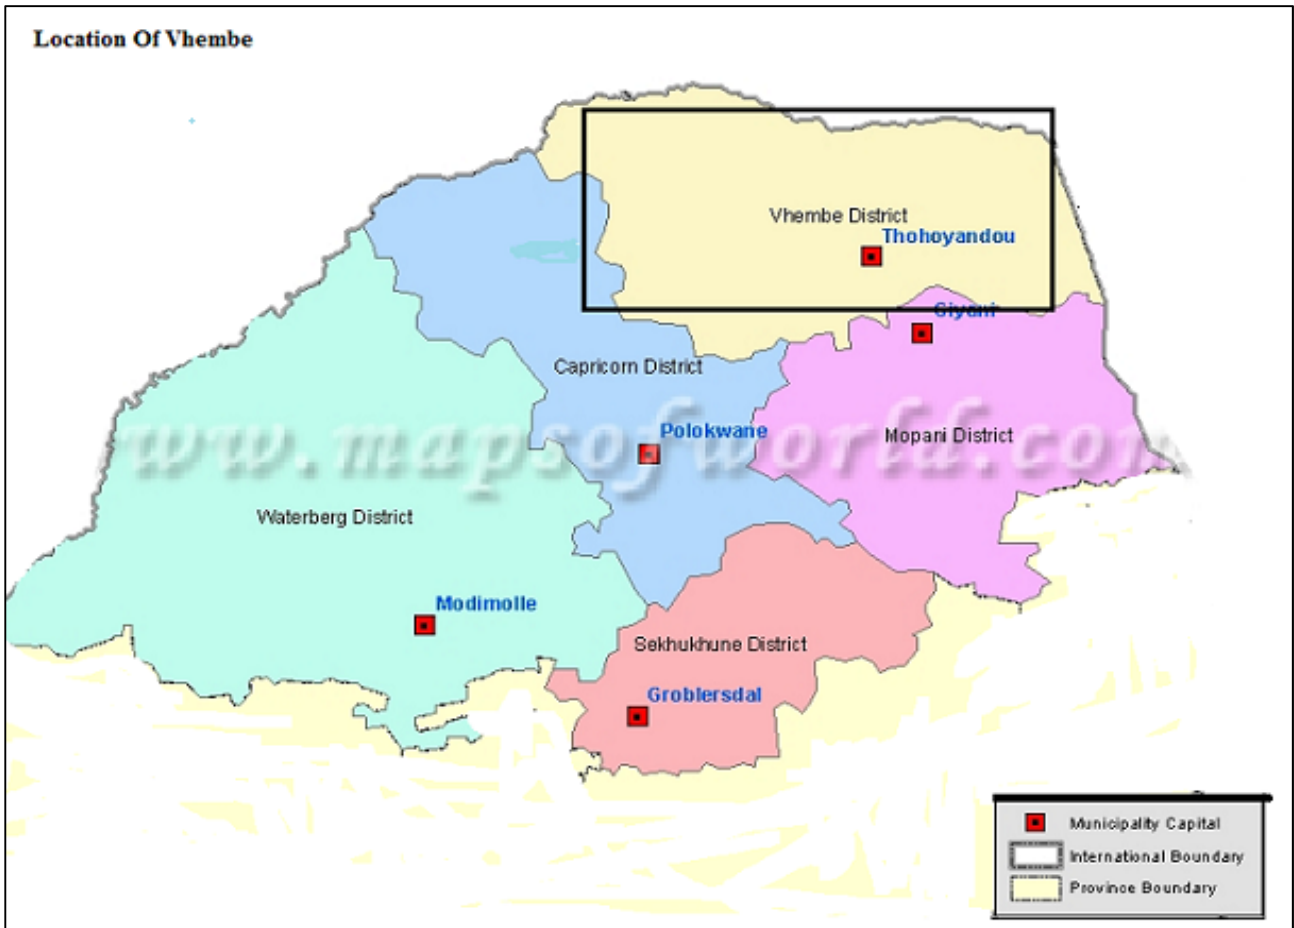 Location Of Vhembe
Vhembe District
Thohoyandou
Giyani
Capricorn District
Polokwane
Mopani District
www.mapsofworld.com
Waterberg District
Modimolle
Sekhukhune District
Groblersdal
Municipality Capital
International Boundary
Province Boundary